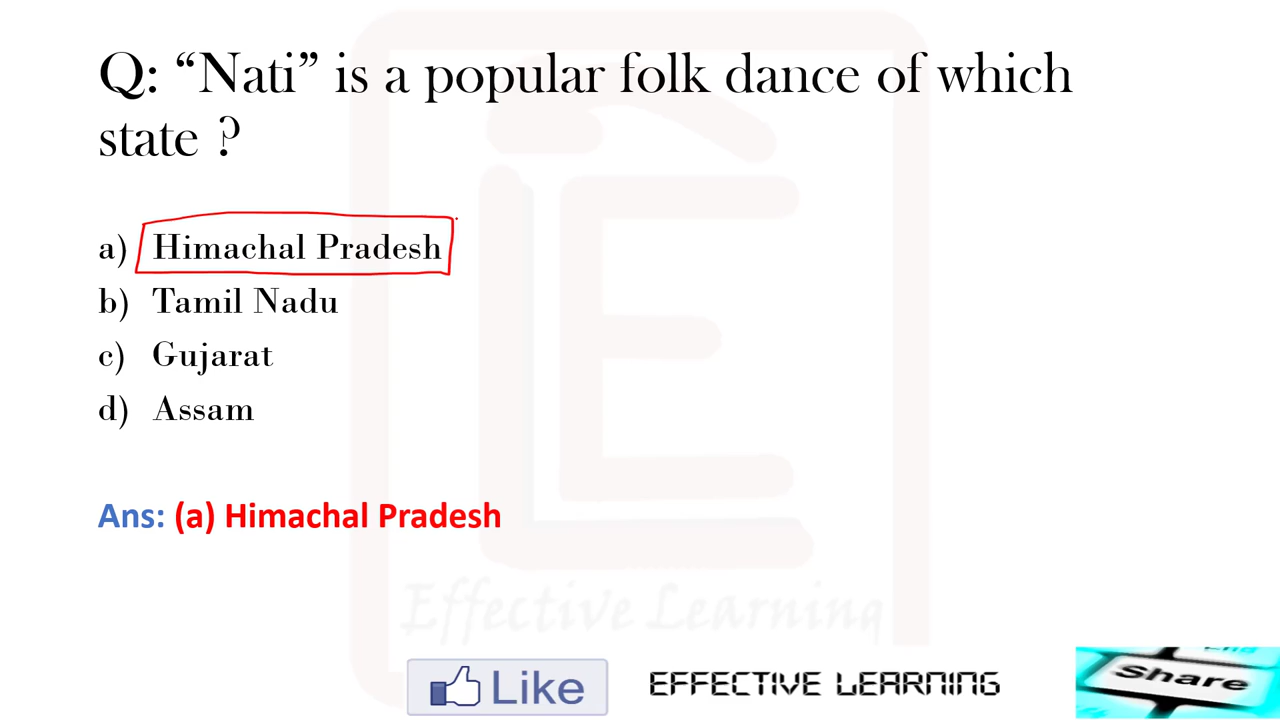 Q: “Nati” is a popular folk dance of which
state ?
a) Himachal Pradesh
b) Tamil Nadu
c) Gujarat
d) Assam
Ans: (a) Himachal Pradesh
Effective Learning
Like
EFFECTIVE LEARNING
Share